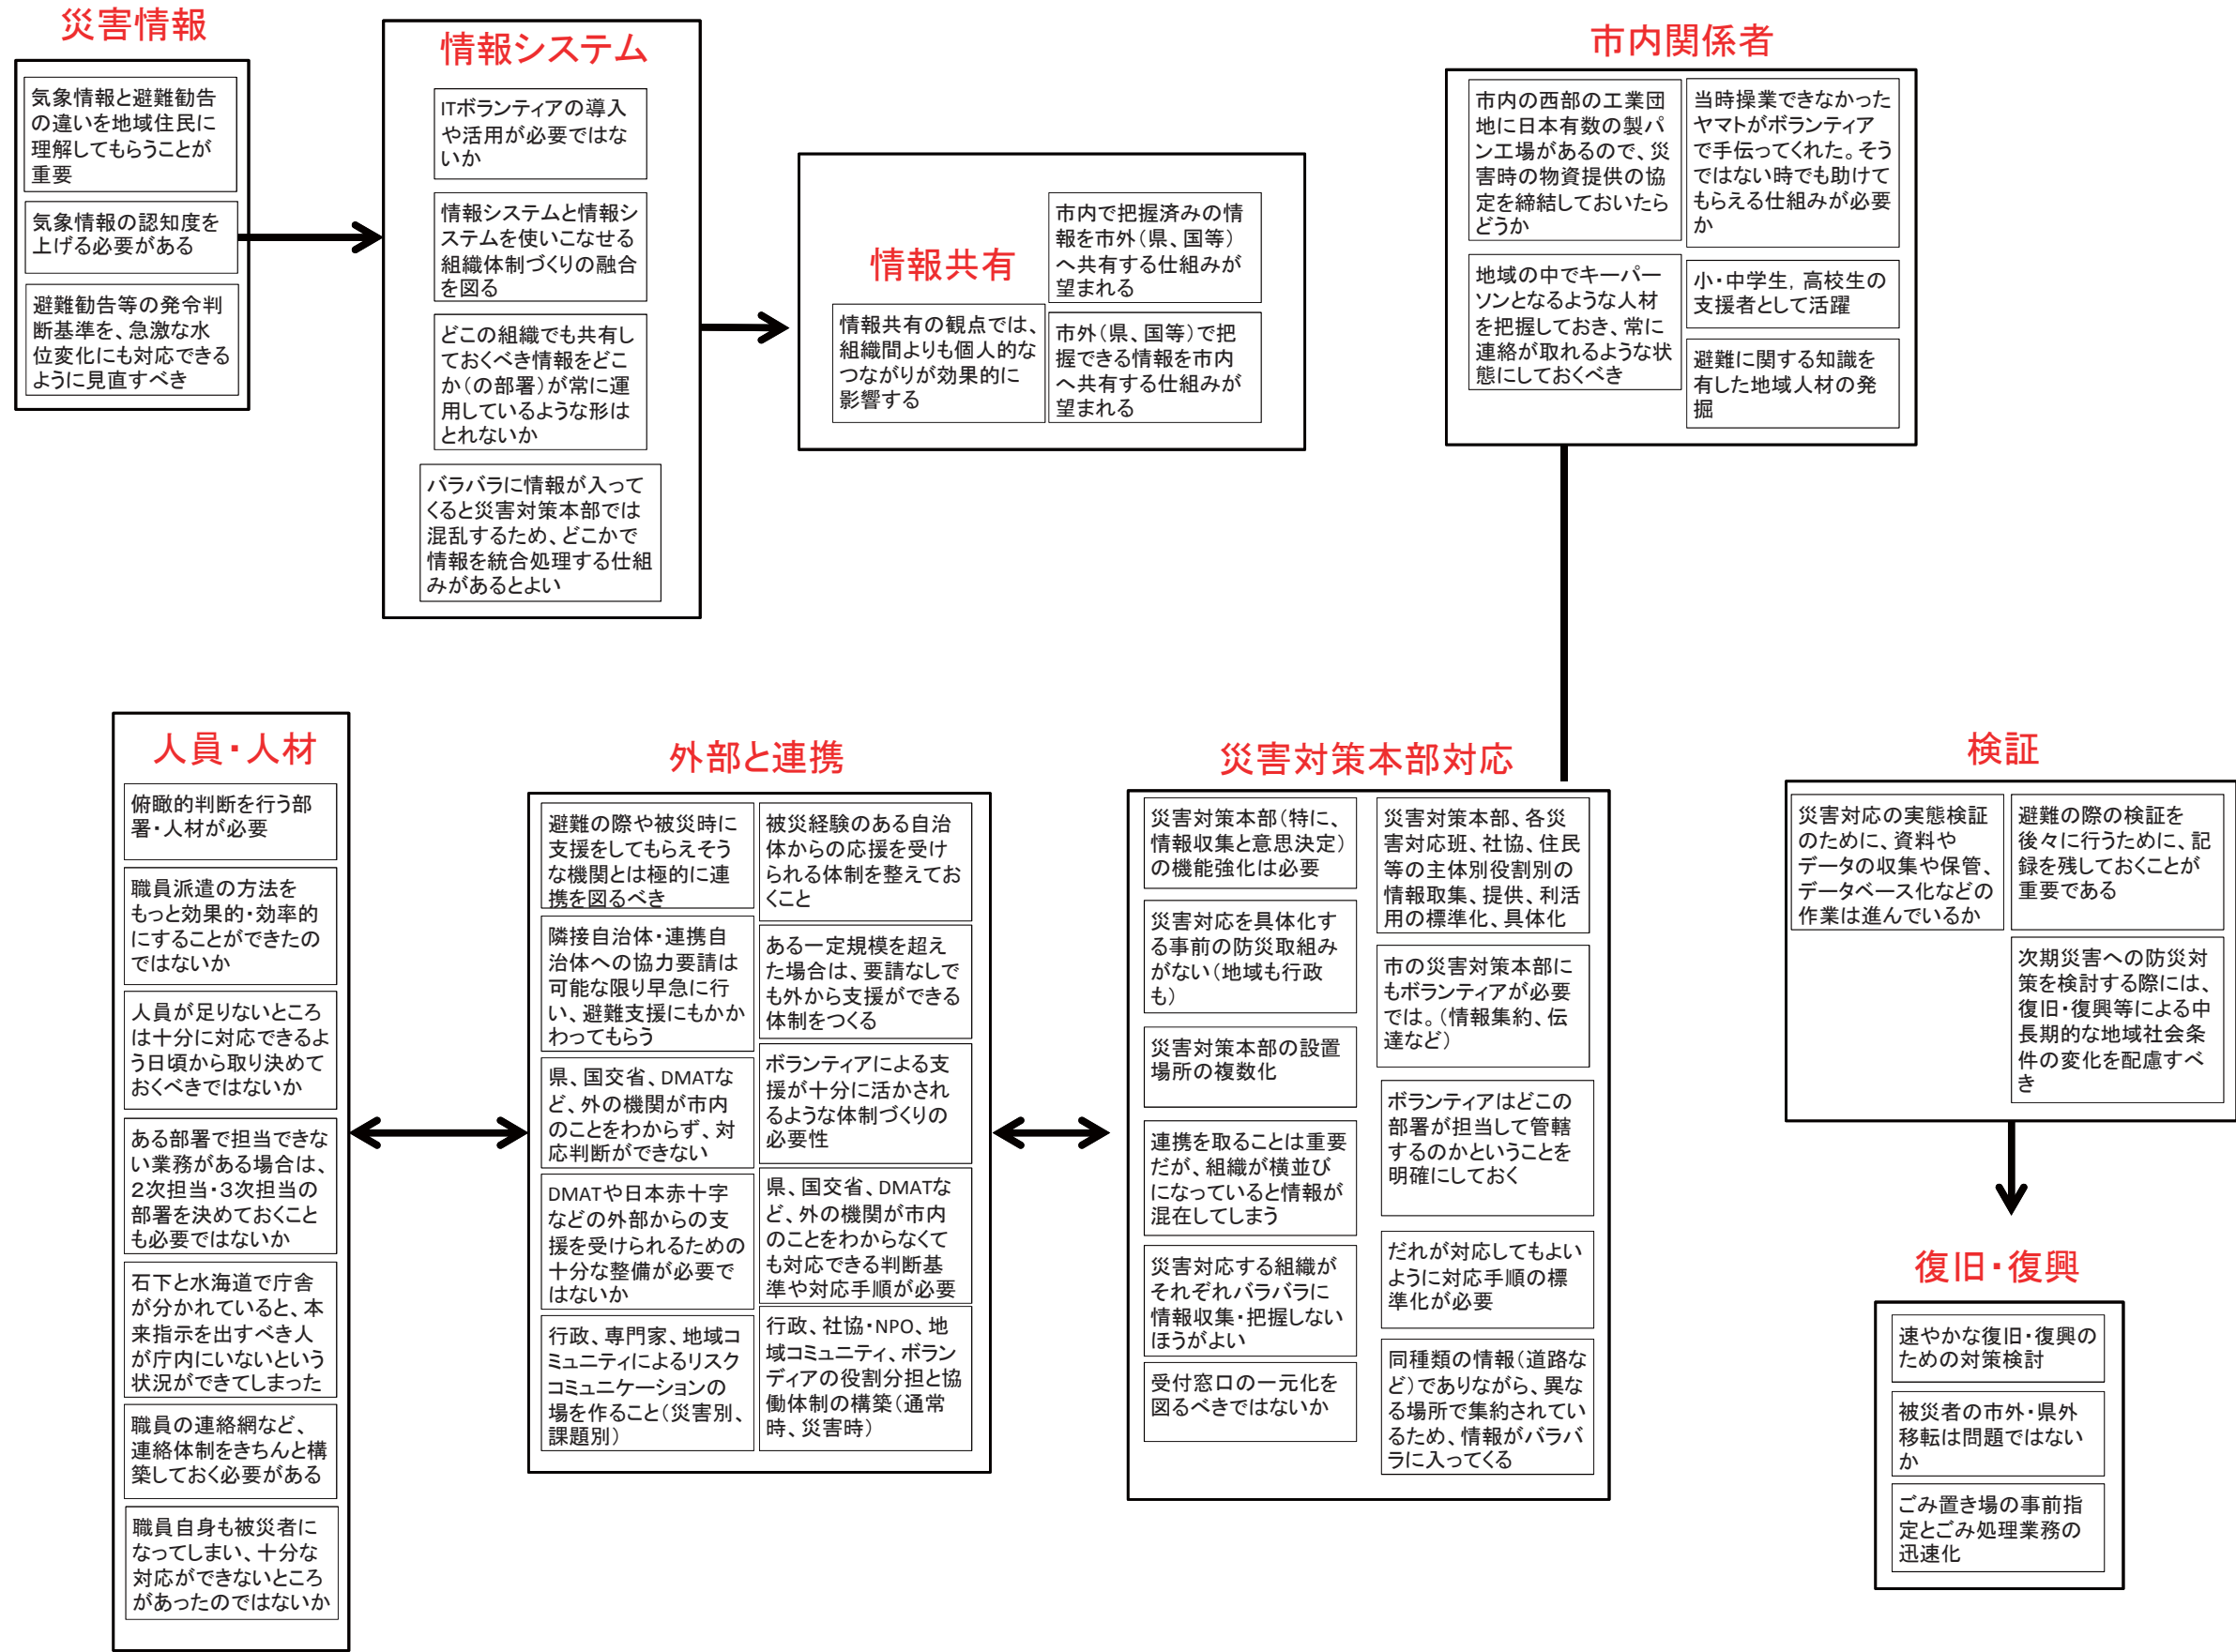 災害情報
気象情報と避難勧告
の違いを地域住民に
理解してもらうことが
重要
気象情報の認知度を
上げる必要がある
避難勧告等の発令判
断基準を、急激な水
位変化にも対応できる
ように見直すべき
情報システム
ITボランティアの導入
や活用が必要ではな
いか
情報システムと情報シ
ステムを使いこなせる
組織体制づくりの融合
を図る
どこの組織でも共有し
ておくべき情報をどこ
か(の部署)が常に運
用しているような形は
とれないか
バラバラに情報が入って
くると災害対策本部では
混乱するため、どこかで
情報を統合処理する仕組
みがあるとよい
情報共有
情報共有の観点では、
組織間よりも個人的な
つながりが効果的に
影響する
市内で把握済みの情
報を市外(県、国等)
へ共有する仕組みが
望まれる
市外(県、国等)で把
握できる情報を市内
へ共有する仕組みが
望まれる
市内関係者
市内の西部の工業団
地に日本有数の製パ
ン工場があるので、災
害時の物資提供の協
定を締結しておいたら
どうか
地域の中でキーパー
ソンとなるような人材
を把握しておき、常に
連絡が取れるような状
態にしておくべき
当時操業できなかった
ヤマトがボランティア
で手伝ってくれた。そう
ではない時でも助けて
もらえる仕組みが必要
か
小・中学生，高校生の
支援者として活躍
避難に関する知識を
有した地域人材の発
掘
人員・人材
俯瞰的判断を行う部
署・人材が必要
職員派遣の方法を
もっと効果的・効率的
にすることができたの
ではないか
人員が足りないところ
は十分に対応できるよ
う日頃から取り決めて
おくべきではないか
ある部署で担当できな
い業務がある場合は、
2次担当・3次担当の
部署を決めておくこと
も必要ではないか
石下と水海道で庁舎
が分かれていると、本
来指示を出すべき人
が庁内にいないという
状況ができてしまった
職員の連絡網など、
連絡体制をきちんと構
築しておく必要がある
職員自身も被災者に
なってしまい、十分な
対応ができないところ
があったのではないか
外部と連携
避難の際や被災時に
支援をしてもらえそう
な機関とは極的に連
携を図るべき
隣接自治体・連携自
治体への協力要請は
可能な限り早急に行
い、避難支援にもかか
わってもらう
県、国交省、DMATな
ど、外の機関が市内
のことをわからず、対
応判断ができない
DMATや日本赤十字
などの外部からの支
援を受けられるための
十分な整備が必要で
はないか
行政、専門家、地域コ
ミュニティによるリスク
コミュニケーションの
場を作ること(災害別、
課題別)
被災経験のある自治
体からの応援を受け
られる体制を整えてお
くこと
ある一定規模を超え
た場合は、要請なしで
も外から支援ができる
体制をつくる
ボランティアによる支
援が十分に活かされ
るような体制づくりの
必要性
県、国交省、DMATな
ど、外の機関が市内
のことをわからなくて
も対応できる判断基
準や対応手順が必要
行政、社協・NPO、地
域コミュニティ、ボラン
ディアの役割分担と協
働体制の構築(通常
時、災害時)
災害対策本部対応
災害対策本部(特に、
情報収集と意思決定)
の機能強化は必要
災害対応を具体化す
る事前の防災取組み
がない(地域も行政
も)
災害対策本部の設置
場所の複数化
連携を取ることは重要
だが、組織が横並び
になっていると情報が
混在してしまう
災害対応する組織が
それぞれバラバラに
情報収集・把握しない
ほうがよい
受付窓口の一元化を
図るべきではないか
災害対策本部、各災
害対応班、社協、住民
等の主体別役割別の
情報取集、提供、利活
用の標準化、具体化
市の災害対策本部に
もボランティアが必要
では。(情報集約、伝
達など)
ボランティアはどこの
部署が担当して管轄
するのかということを
明確にしておく
だれが対応してもよい
ように対応手順の標
準化が必要
同種類の情報(道路な
ど)でありながら、異な
る場所で集約されてい
るため、情報がバラバ
ラに入ってくる
検証
災害対応の実態検証
のために、資料や
データの収集や保管、
データベース化などの
作業は進んでいるか
避難の際の検証を
後々に行うために、記
録を残しておくことが
重要である
次期災害への防災対
策を検討する際には、
復旧・復興等による中
長期的な地域社会条
件の変化を配慮すべ
き
復旧・復興
速やかな復旧・復興の
ための対策検討
被災者の市外・県外
移転は問題ではない
か
ごみ置き場の事前指
定とごみ処理業務の
迅速化